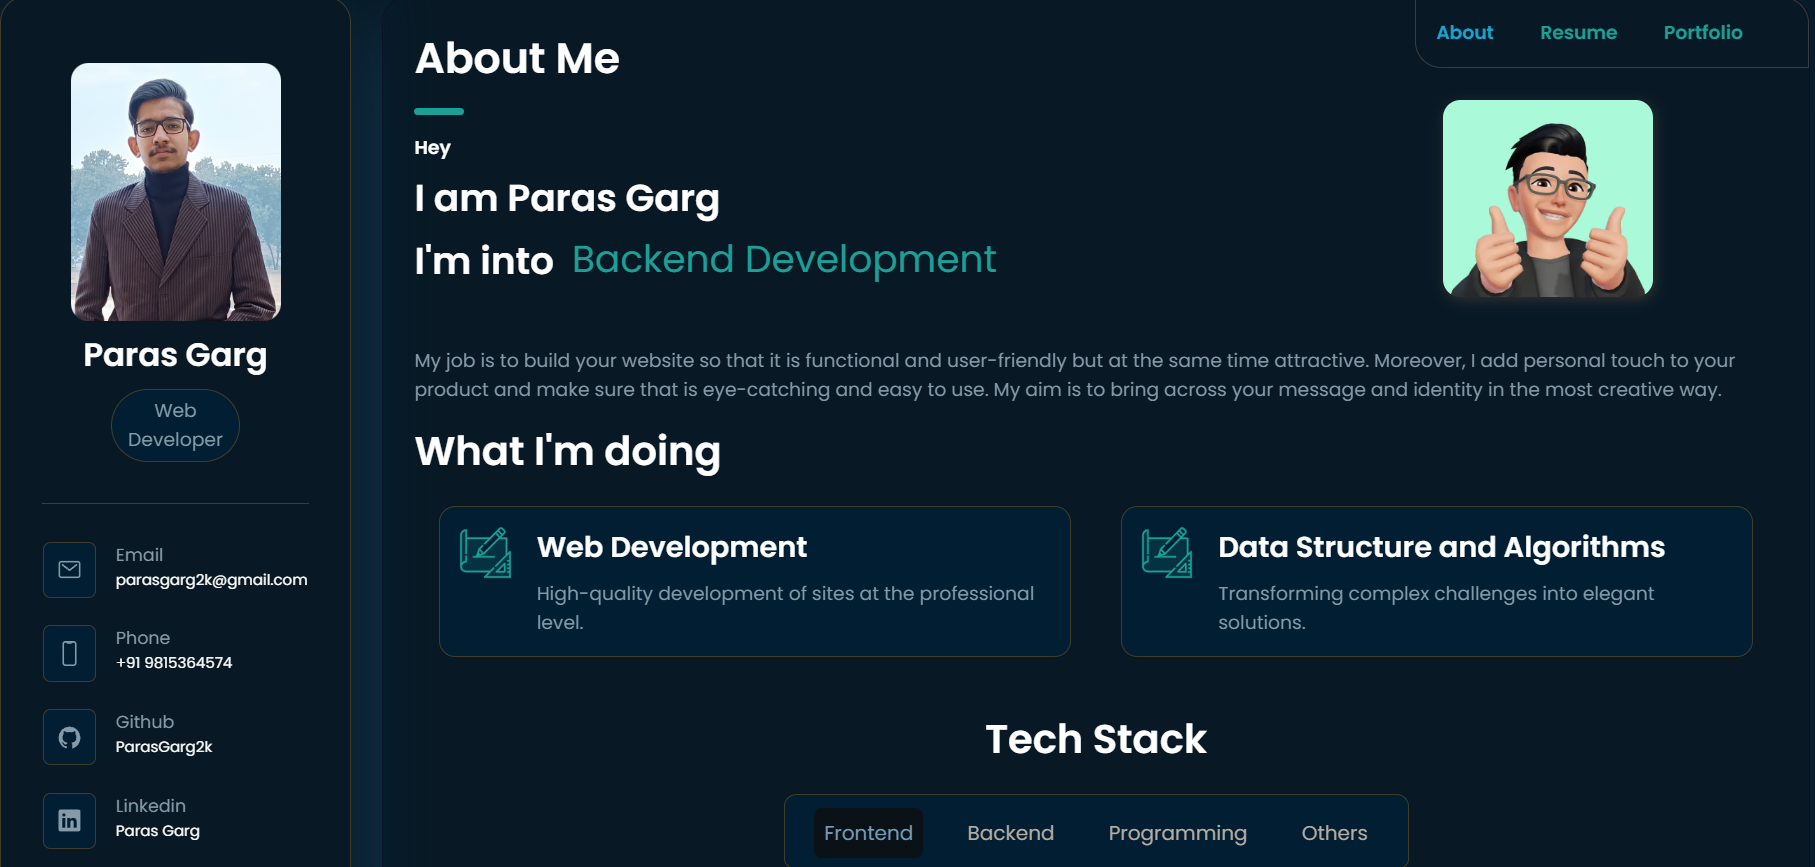 Paras Garg
Web
Developer
Email
parasgarg2k@gmail.com
Phone
+91 9815364574
Github
ParasGarg2k
Linkedin
Paras Garg
About
Resume
Portfolio
About Me
Hey
I am Paras Garg
I'm into Backend Development
My job is to build your website so that it is functional and user-friendly but at the same time attractive. Moreover, I add personal touch to your
product and make sure that is eye-catching and easy to use. My aim is to bring across your message and identity in the most creative way.
What I'm doing
Web Development
High-quality development of sites at the professional
level.
Data Structure and Algorithms
Transforming complex challenges into elegant
solutions.
Tech Stack
Frontend
Backend
Programming
Others